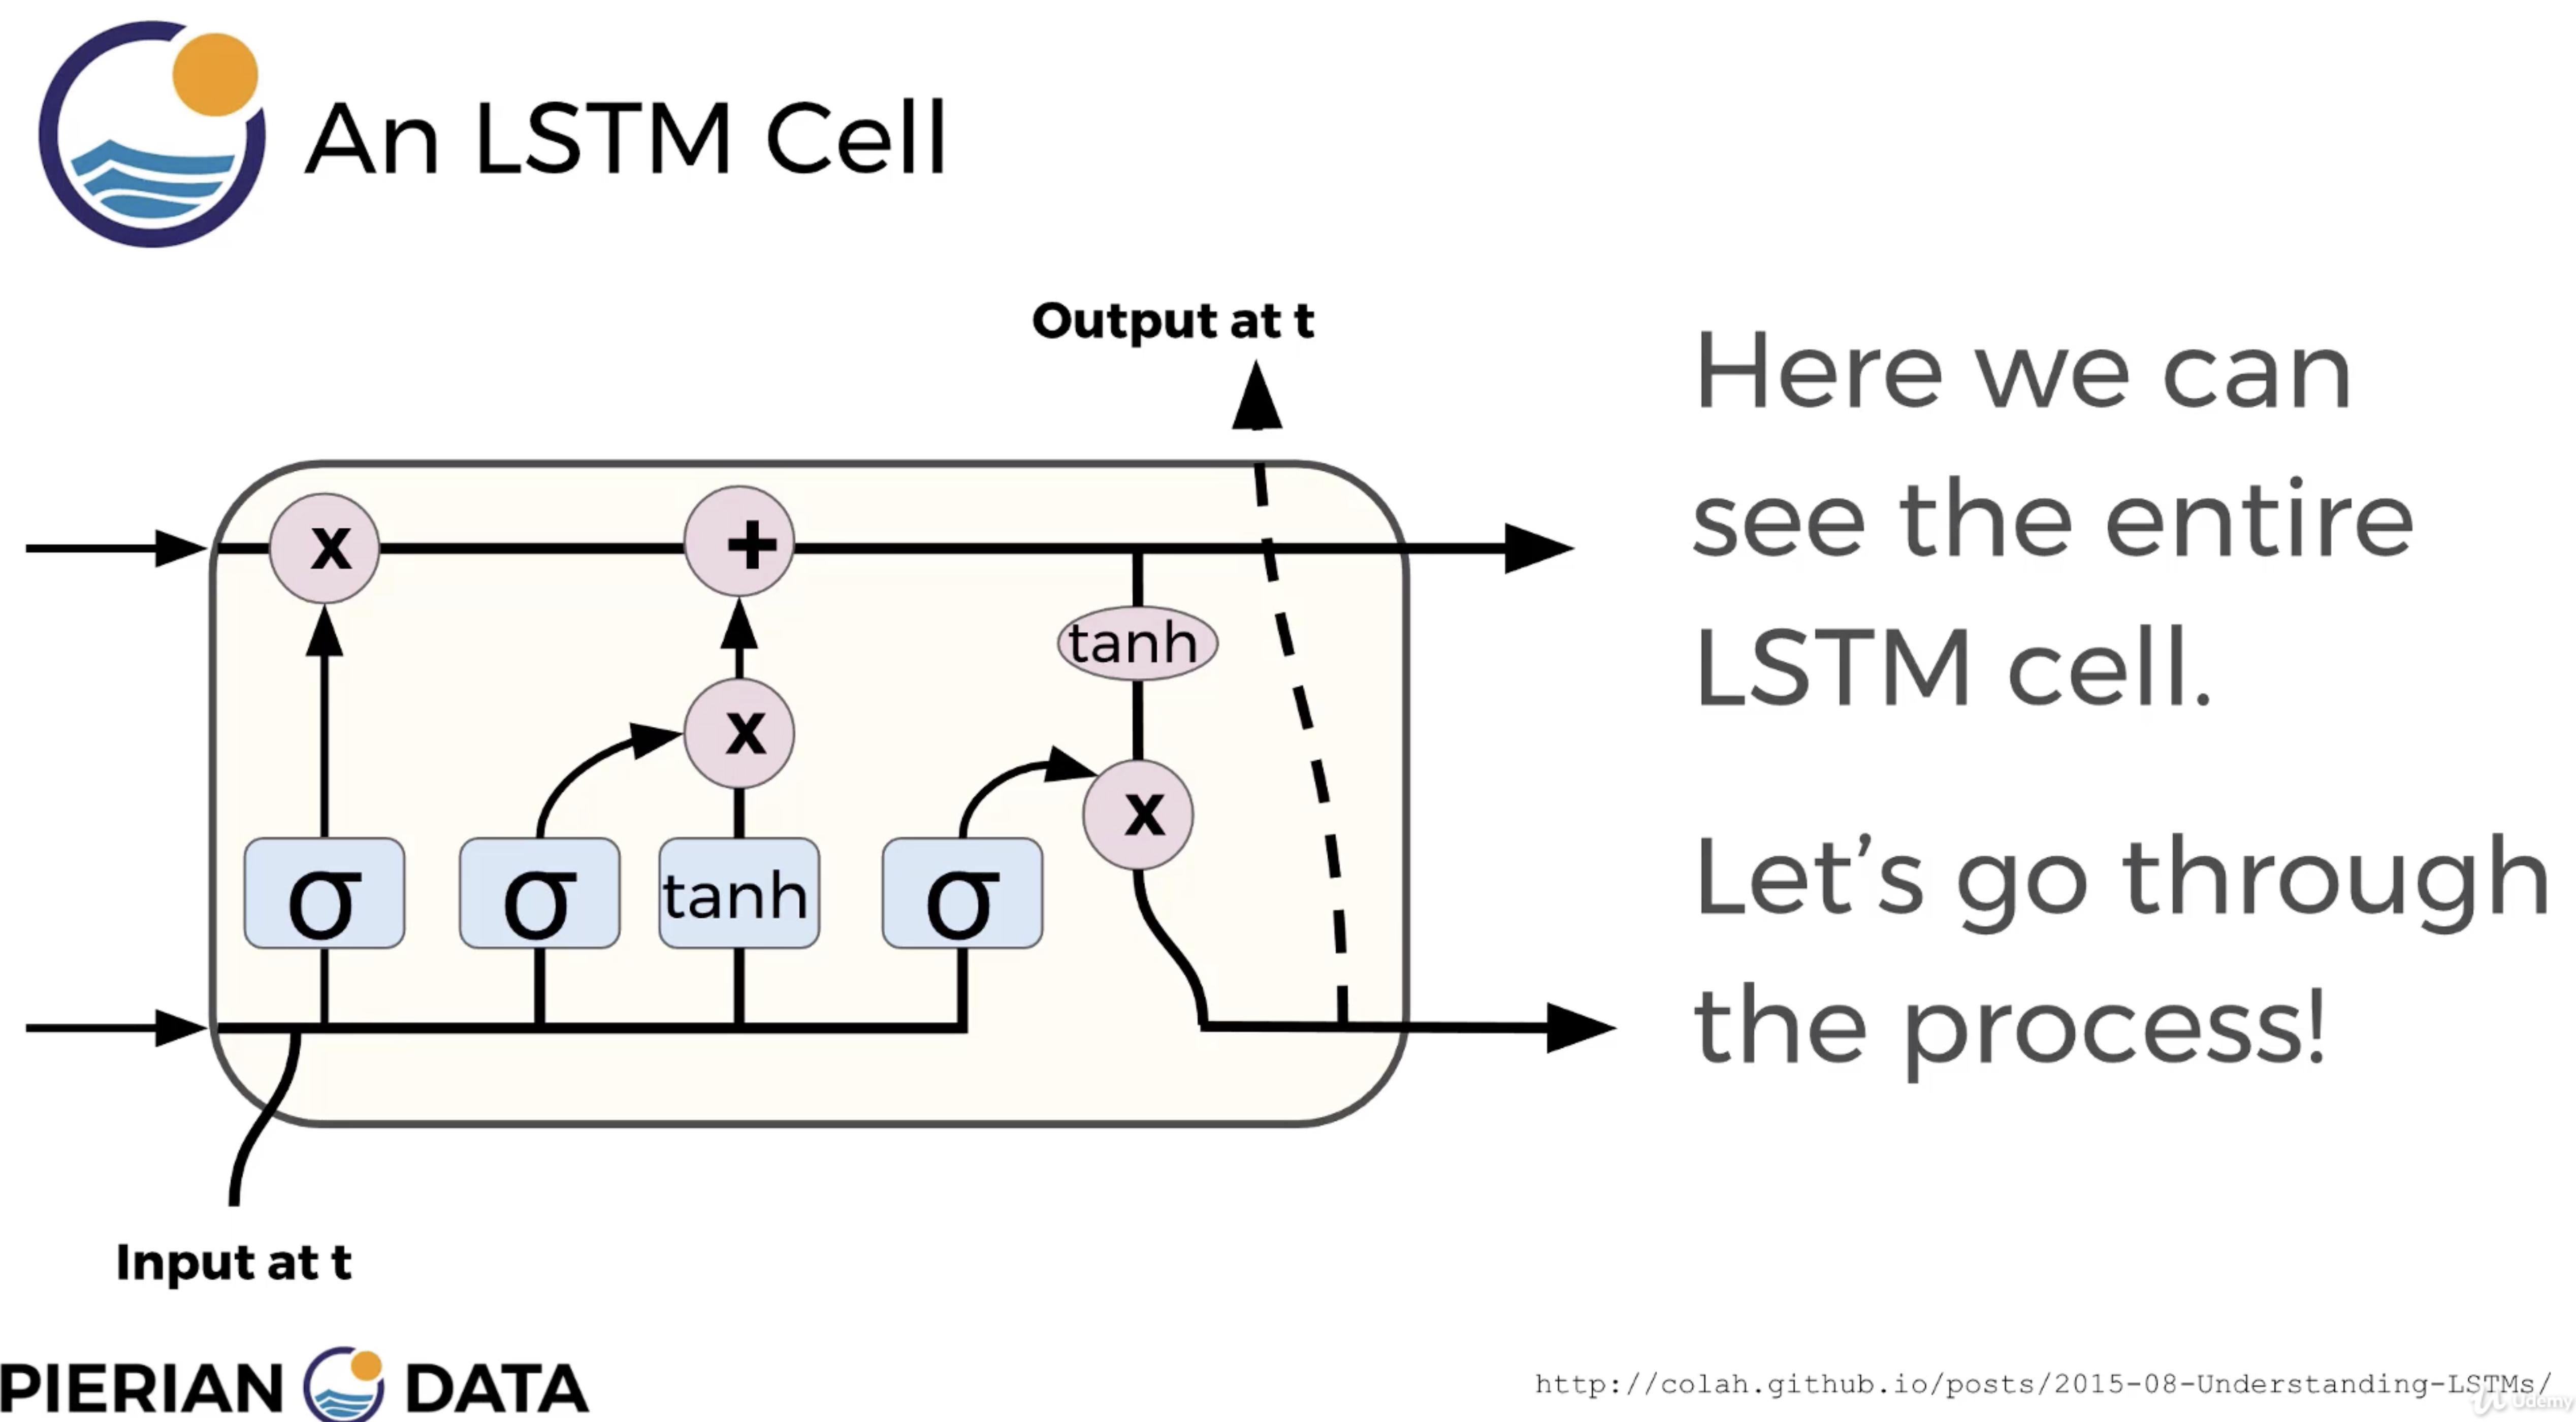 An LSTM Cell
Output at t
Here we can
see the entire
LSTM cell.
Let's go through
the process!
x
+
tanh
x
x
σ
σ
tanh
σ
Input at t
PIERIAN DATA
http://colah.github.io/posts/2015-08-Understanding-LSTMs/
Udemy